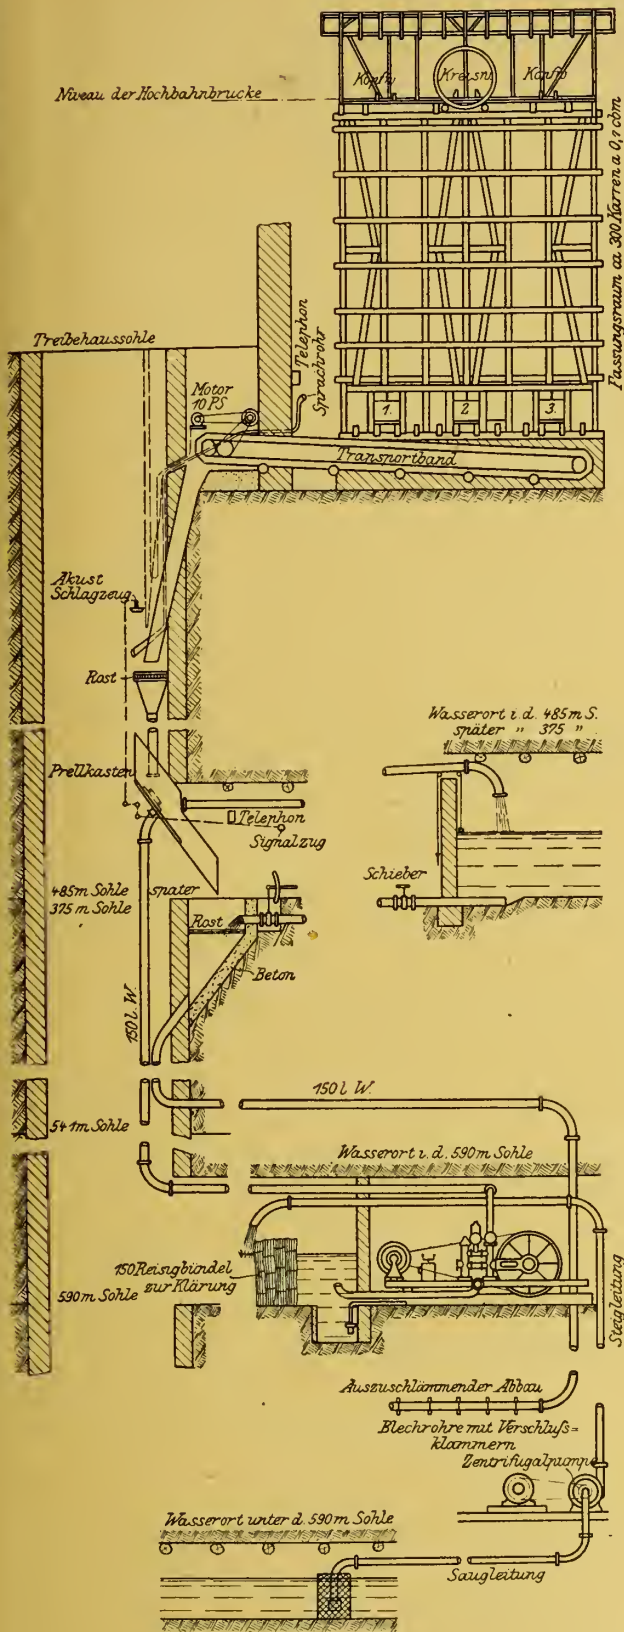 Kopfw
Kreiselw
Kopfw
Niveau der Hochbahnbrücke
Fassungsraum ca 300 Karren a 0,7 cbm
Treibehaussohle
Telephon
Sprachrohr
Motor
10 PS
1.
2
3.
Transportband
Akust
Schlagzeug
Rost
Wasserort i. d. 485 m S.
später " 375 "
Prellkasten
Telephon
Signalzug
485 m Sohle
375 m Sohle
später
Schieber
Rost
Beton
150 l. W.
150 l. W.
541 m Sohle
Wasserort i. d. 590 m Sohle
150 Reisigbündel
zur Klärung
590 m Sohle
Steigleitung
Auszuschlämmender Abbau
Blechrohre mit Verschluß=
klammern
Zentrifugalpumpe
Wasserort unter d. 590 m Sohle
Saugleitung